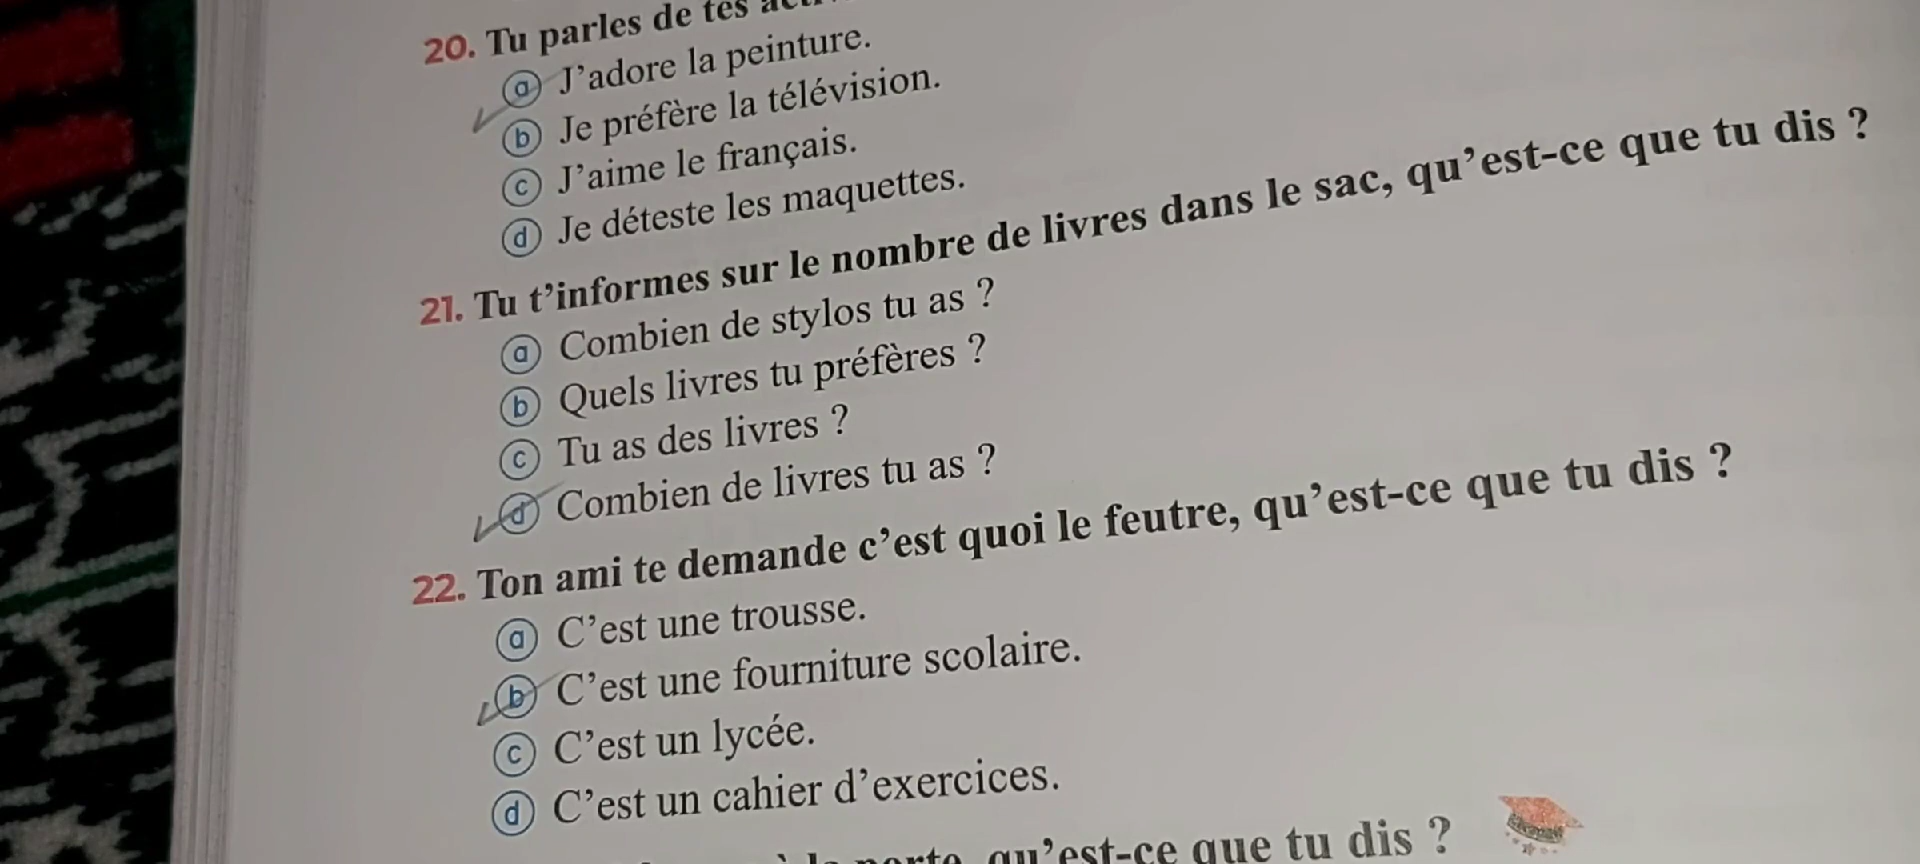 20. Tu parles de tes
ⓐ J’adore la peinture.
ⓑ Je préfère la télévision.
ⓒ J’aime le français.
ⓓ Je déteste les maquettes.
21. Tu t’informes sur le nombre de livres dans le sac, qu’est-ce que tu dis ?
ⓐ Combien de stylos tu as ?
ⓑ Quels livres tu préfères ?
ⓒ Tu as des livres ?
ⓓ Combien de livres tu as ?
22. Ton ami te demande c’est quoi le feutre, qu’est-ce que tu dis ?
ⓐ C’est une trousse.
ⓑ C’est une fourniture scolaire.
ⓒ C’est un lycée.
ⓓ C’est un cahier d’exercices.
qu’est-ce que tu dis ?